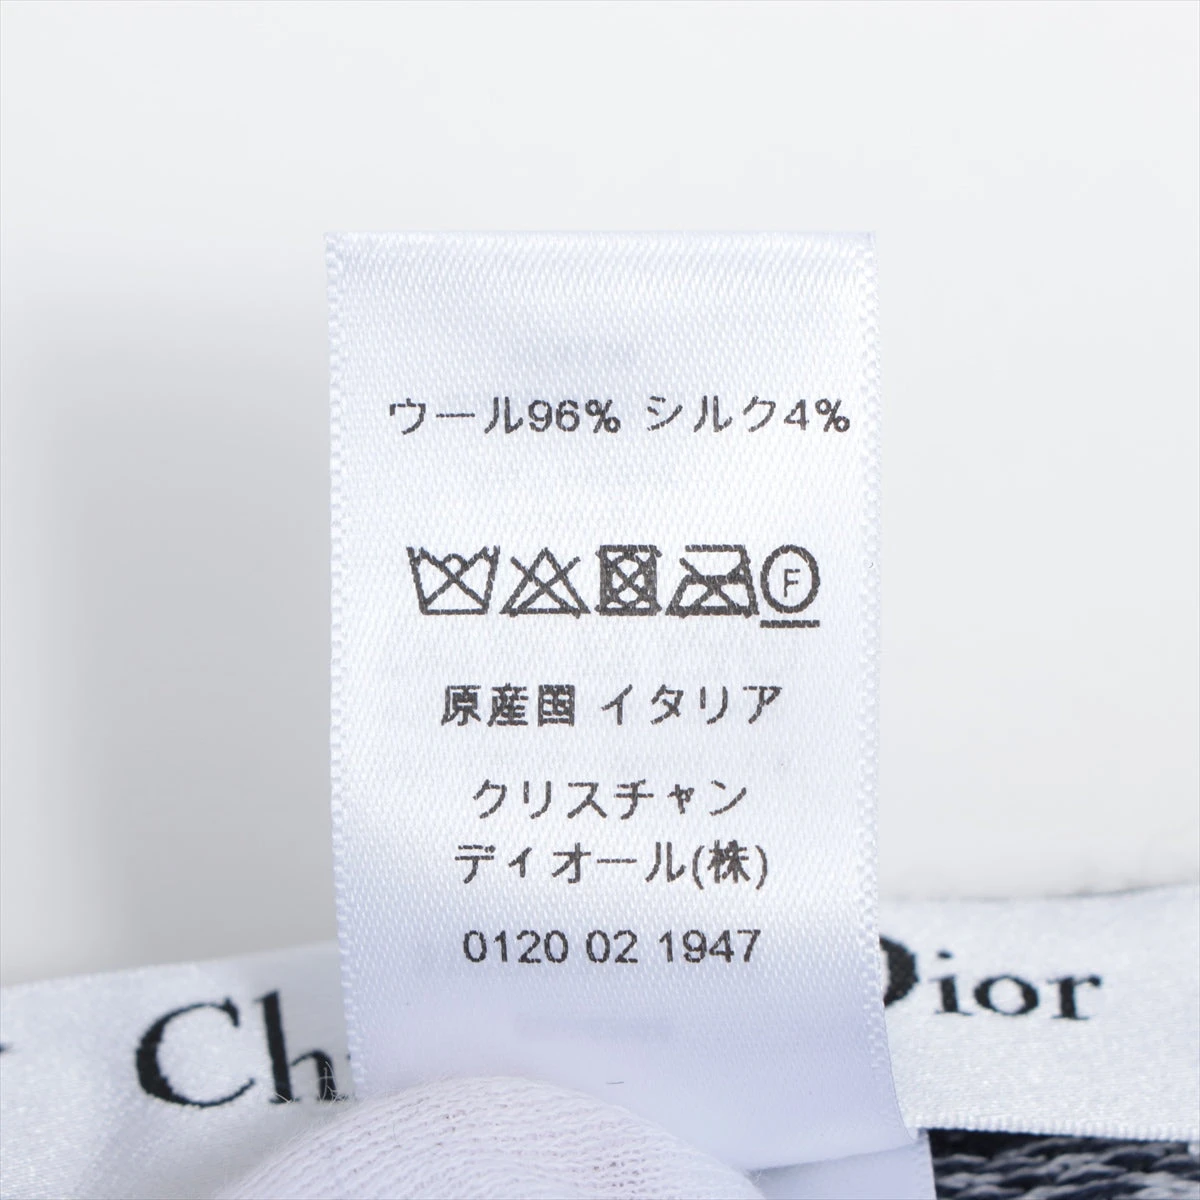 ウール96% シルク4%
F
原産国 イタリア
クリスチャン
ディオール(株)
0120 02 1947
Ch Dior